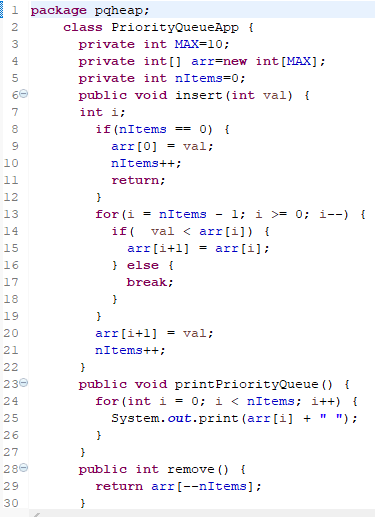 1 package pqheap;
2     class PriorityQueueApp {
3       private int MAX=10;
4       private int[] arr=new int[MAX];
5       private int nItems=0;
6       public void insert(int val) {
7       int i;
8         if(nItems == 0) {
9           arr[0] = val;
10           nItems++;
11           return;
12         }
13         for(i = nItems - 1; i >= 0; i--) {
14           if(  val < arr[i]) {
15             arr[i+1] = arr[i];
16           } else {
17             break;
18           }
19         }
20         arr[i+1] = val;
21         nItems++;
22       }
23       public void printPriorityQueue() {
24         for(int i = 0; i < nItems; i++) {
25           System.out.print(arr[i] + " ");
26         }
27       }
28       public int remove() {
29         return arr[--nItems];
30       }